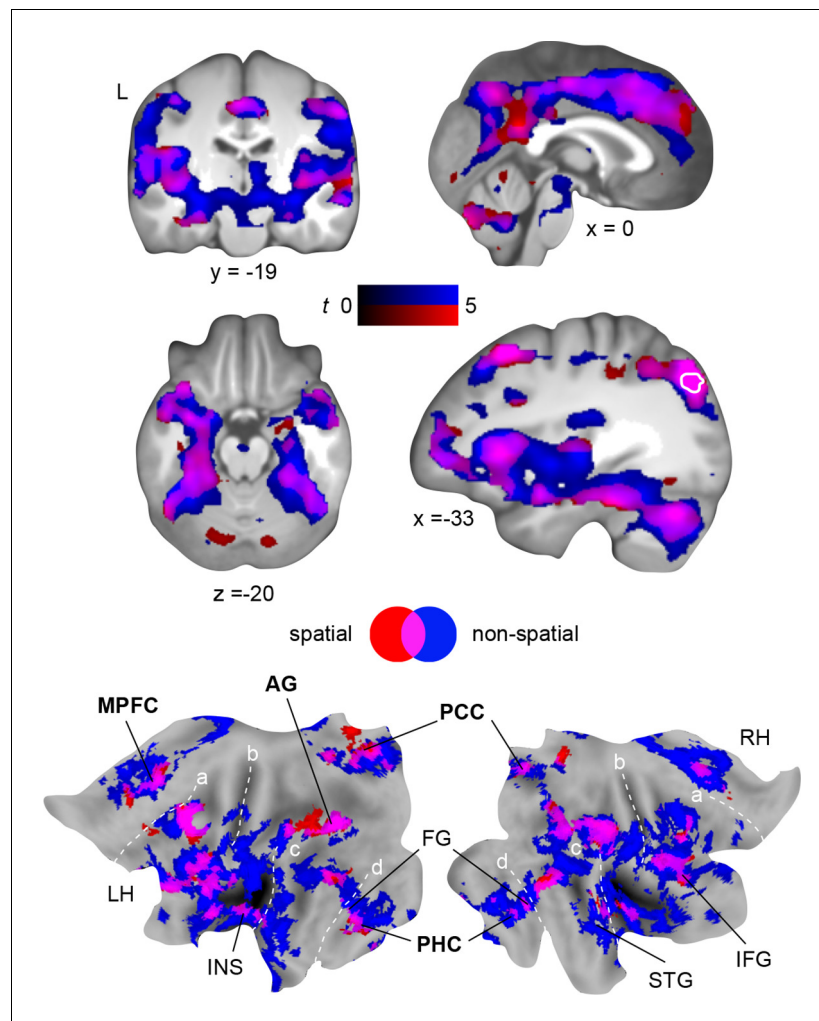 L
y = -19
x = 0
t 0 5
x =-33
z = -20
spatial non-spatial
MPFC AG PCC RH
a b b a
c FG c
d d
LH
INS PHC STG IFG